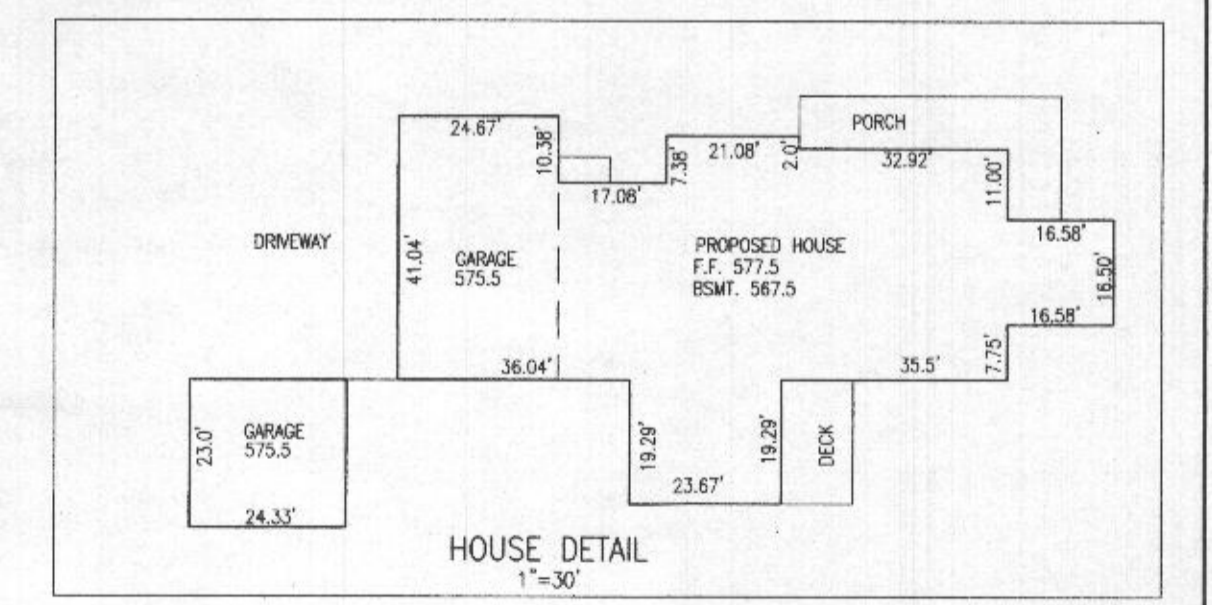 24.67'
10.38'
17.08'
7.38'
21.08'
2.0'
PORCH
32.92'
11.00'
16.58'
16.50'
16.58'
7.75'
35.5'
DRIVEWAY
41.04'
GARAGE
575.5
PROPOSED HOUSE
F.F. 577.5
BSMT. 567.5
36.04'
23.0'
GARAGE
575.5
24.33'
19.29'
23.67'
19.29'
DECK
HOUSE DETAIL
1"=30'